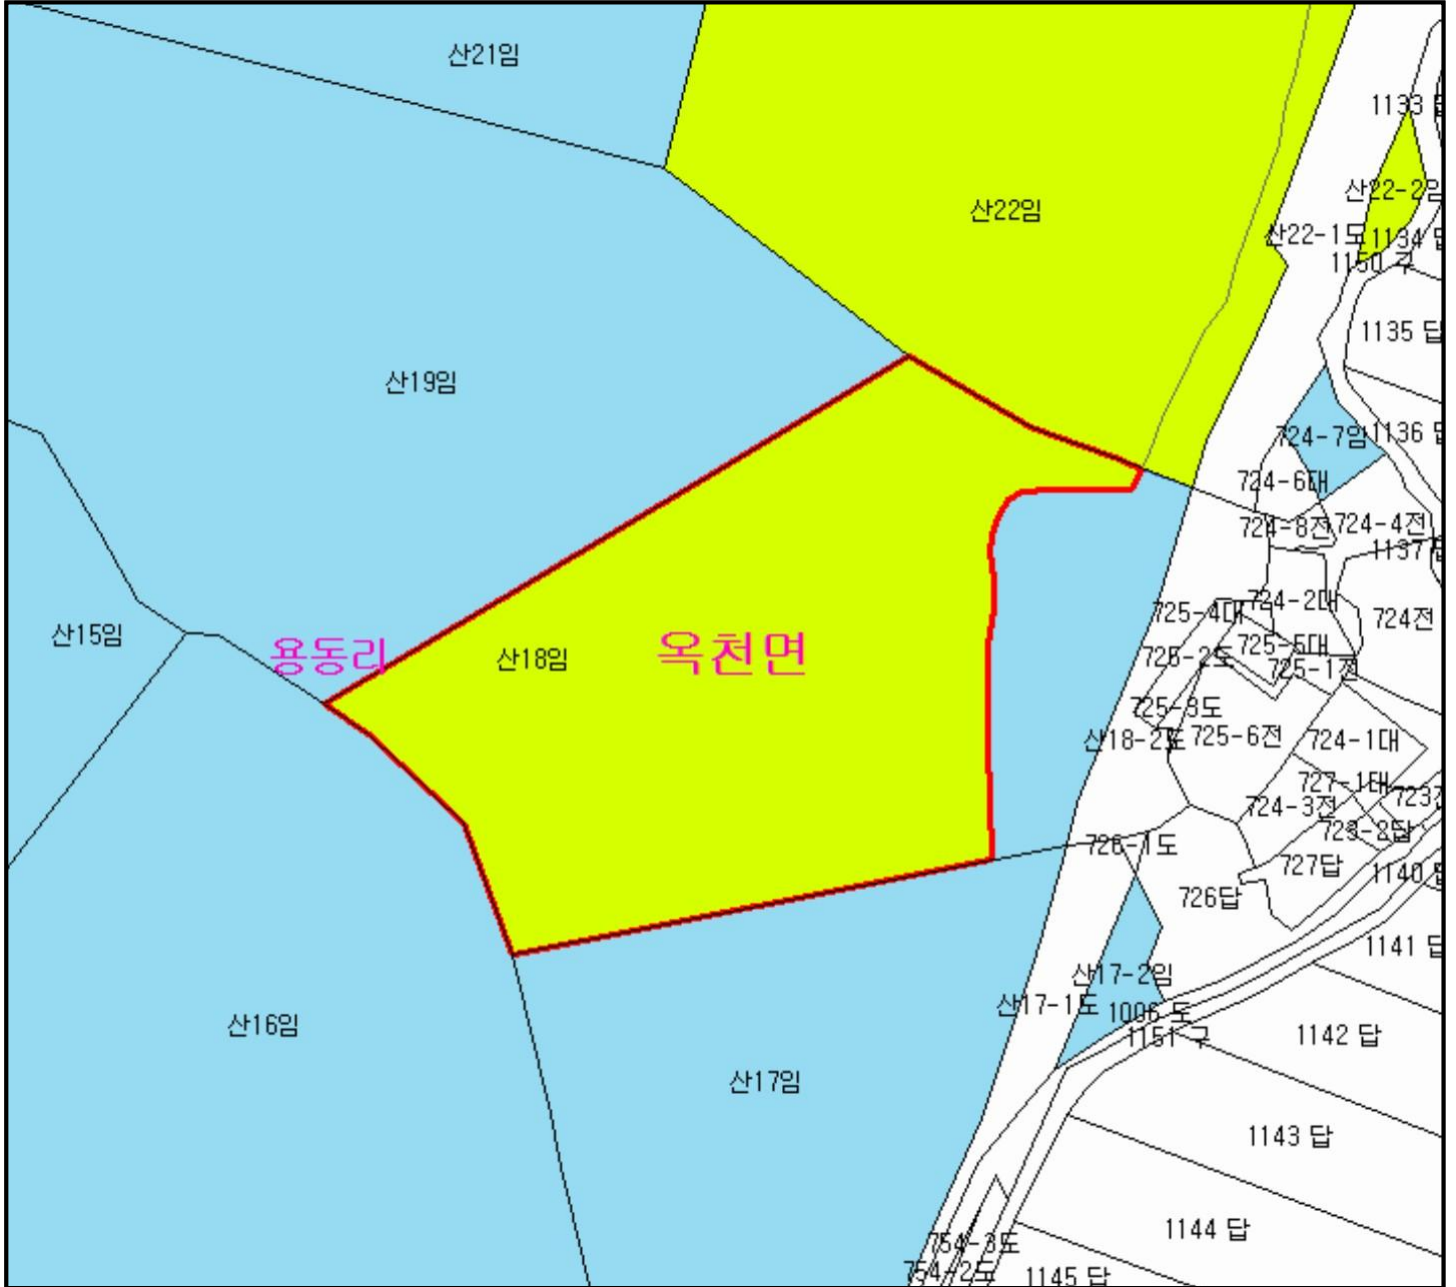 산21임
1133 답
산22-2임
산22임
산22-1도
1134 답
1150 구
1135 답
산19임
724-7임
1136 답
724-6대
724-8전
724-4전
1137 답
724-2대
725-4대
724전
산15임
용동리
산18임
옥천면
725-5대
725-2도
725-1전
725-3도
산18-2도
725-6전
724-1대
727-1대
724-3전
723전
723-2답
726-1도
727답
1140 답
726답
1141 답
산17-2임
산17-1도
1006 도
1151 구
산16임
1142 답
산17임
1143 답
1144 답
754-3도
754-2도
1145 답